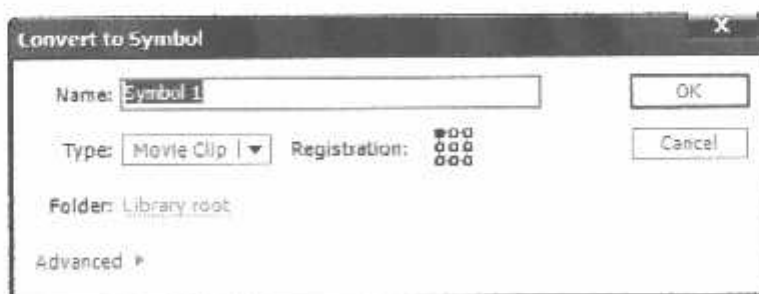 Convert to Symbol X
Name: Symbol 1 OK
Type: Movie Clip Registration: Cancel
Folder: Library root
Advanced